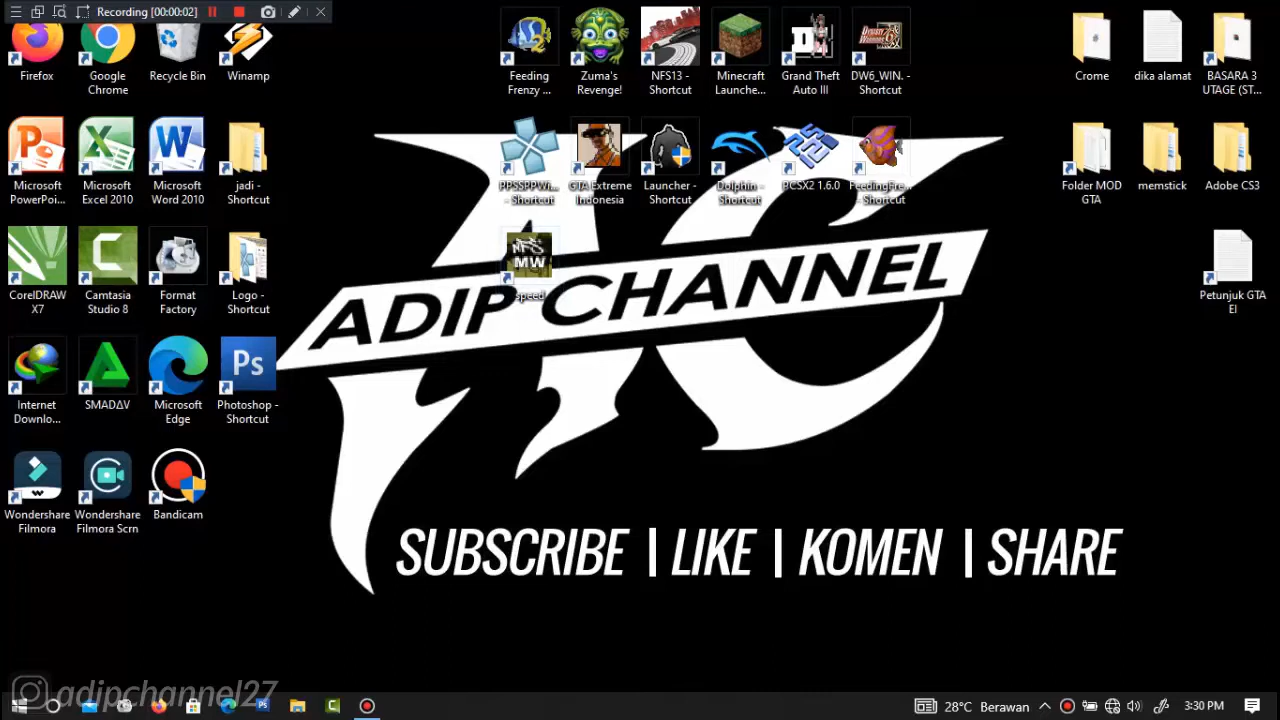 Recording [00:00:02]
Firefox
Google
Chrome
Recycle Bin
Winamp
Feeding
Frenzy ...
Zuma's
Revenge!
NFS13 -
Shortcut
Minecraft
Launche...
Grand Theft
Auto III
DW6_WIN. -
Shortcut
Crome
dika alamat
BASARA 3
UTAGE (ST...
Microsoft
PowerPoi...
Microsoft
Excel 2010
Microsoft
Word 2010
jadi -
Shortcut
PPSSPPWi...
- Shortcut
GTA Extreme
Indonesia
Launcher -
Shortcut
Dolphin -
Shortcut
PCSX2 1.6.0
FeedingFre...
- Shortcut
Folder MOD
GTA
memstick
Adobe CS3
CorelDRAW
X7
Camtasia
Studio 8
Format
Factory
Logo -
Shortcut
NFS
MW
speed
Petunjuk GTA
EI
ADIP CHANNEL
Internet
Downlo...
SMADΔV
Microsoft
Edge
Ps
Photoshop -
Shortcut
Wondershare
Filmora
Wondershare
Filmora Scrn
Bandicam
SUBSCRIBE | LIKE | KOMEN | SHARE
adipchannel27
28°C Berawan
3:30 PM